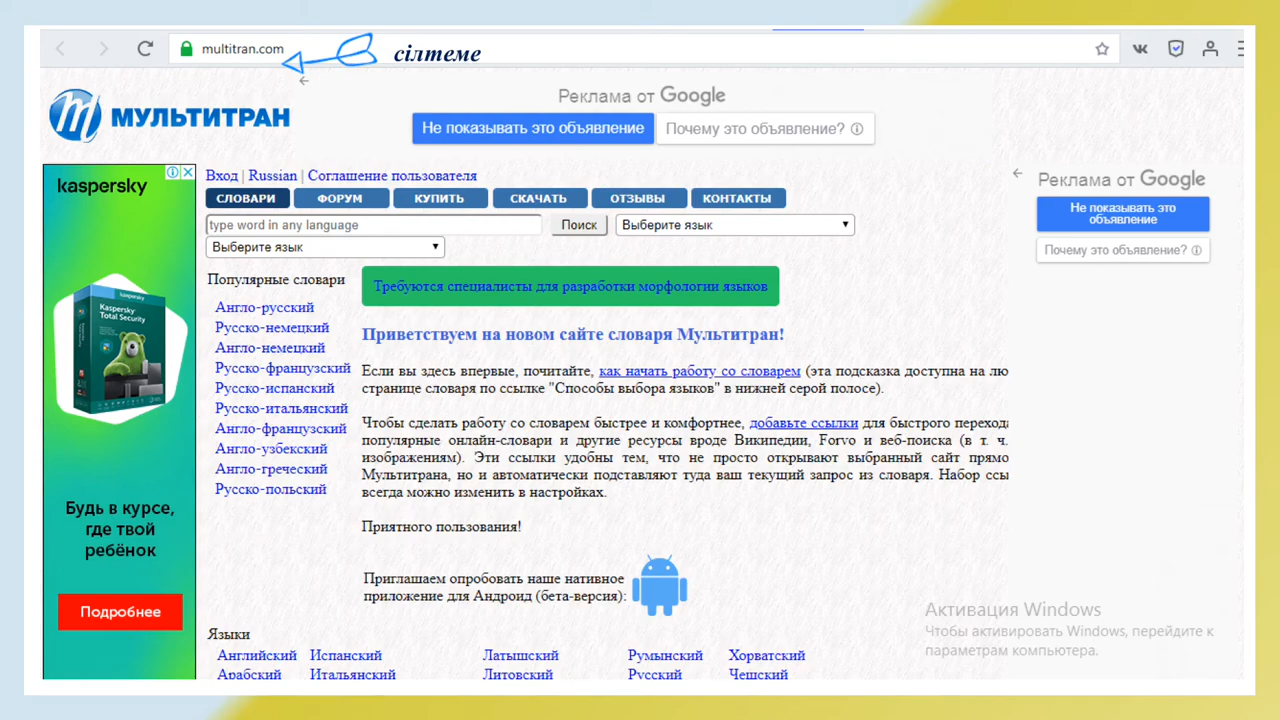 multitran.com
сілтеме
МУЛЬТИТРАН
Реклама от Google
Не показывать это объявление
Почему это объявление?
kaspersky
Kaspersky
Total Security
Будь в курсе,
где твой
ребёнок
Подробнее
Вход | Russian | Соглашение пользователя
СЛОВАРИ ФОРУМ КУПИТЬ СКАЧАТЬ ОТЗЫВЫ КОНТАКТЫ
type word in any language Поиск Выберите язык
Выберите язык
Реклама от Google
Не показывать это
объявление
Почему это объявление?
Популярные словари
Англо-русский
Русско-немецкий
Англо-немецкий
Русско-французский
Русско-испанский
Русско-итальянский
Англо-французский
Англо-узбекский
Англо-греческий
Русско-польский
Требуются специалисты для разработки морфологии языков
Приветствуем на новом сайте словаря Мультитран!
Если вы здесь впервые, почитайте, как начать работу со словарем (эта подсказка доступна на лю
странице словаря по ссылке "Способы выбора языков" в нижней серой полосе).
Чтобы сделать работу со словарем быстрее и комфортнее, добавьте ссылки для быстрого переход
популярные онлайн-словари и другие ресурсы вроде Википедии, Forvo и веб-поиска (в т. ч.
изображениям). Эти ссылки удобны тем, что не просто открывают выбранный сайт прямо
Мультитрана, но и автоматически подставляют туда ваш текущий запрос из словаря. Набор ссы
всегда можно изменить в настройках.
Приятного пользования!
Приглашаем опробовать наше нативное
приложение для Андроид (бета-версия):
Активация Windows
Чтобы активировать Windows, перейдите к
параметрам компьютера.
Языки
Английский Испанский Латышский Румынский Хорватский
Арабский Итальянский Литовский Русский Чешский